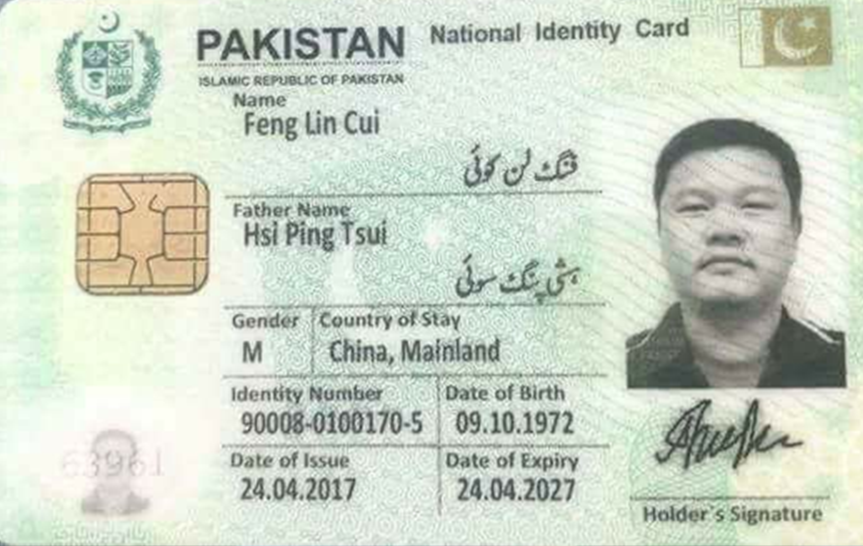 PAKISTAN National Identity Card
ISLAMIC REPUBLIC OF PAKISTAN
Name
Feng Lin Cui
فنگ لن کوئی
Father Name
Hsi Ping Tsui
ہشی پنگ سوئی
Gender Country of Stay
M China, Mainland
Identity Number Date of Birth
90008-0100170-5 09.10.1972
Date of Issue Date of Expiry
24.04.2017 24.04.2027
63961
Holder's Signature